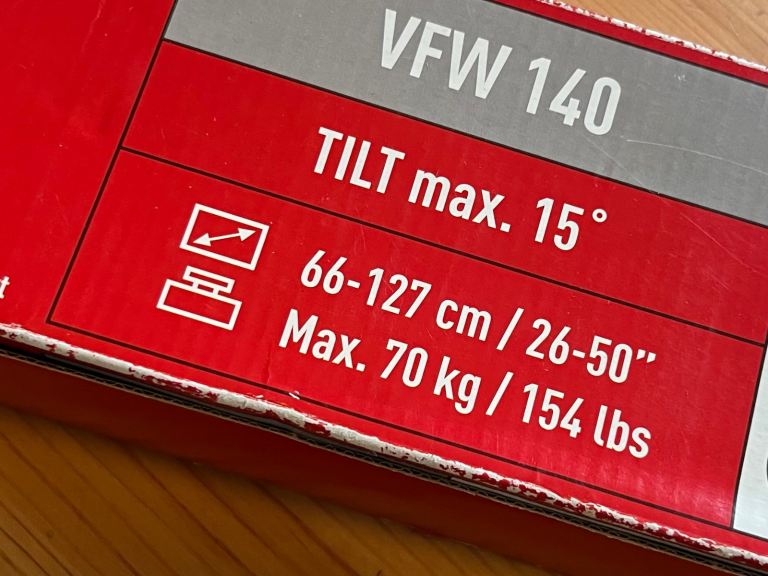 VFW 140
TILT max. 15°
66-127 cm / 26-50”
Max. 70 kg / 154 lbs